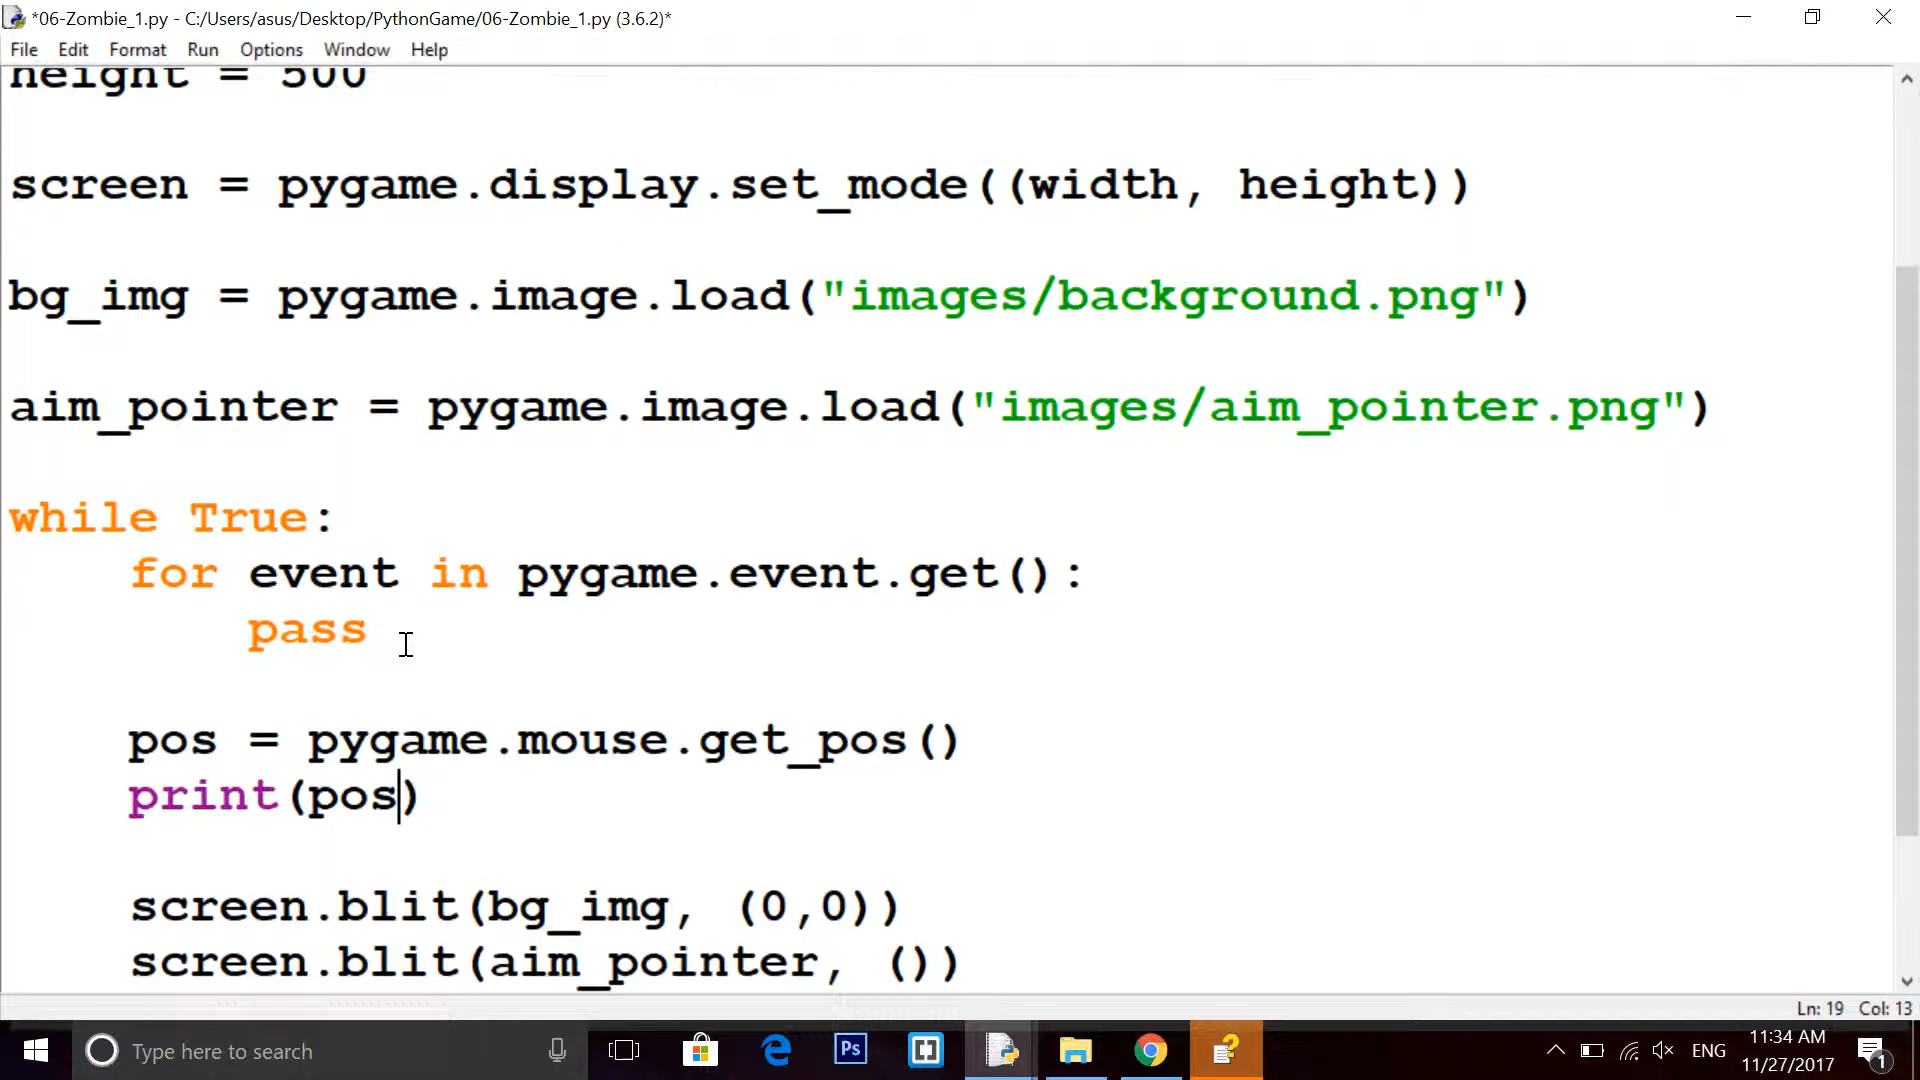 *06-Zombie_1.py - C:/Users/asus/Desktop/PythonGame/06-Zombie_1.py (3.6.2)*
File Edit Format Run Options Window Help
height = 500
screen = pygame.display.set_mode((width, height))
bg_img = pygame.image.load("images/background.png")
aim_pointer = pygame.image.load("images/aim_pointer.png")
while True:
    for event in pygame.event.get():
        pass
    pos = pygame.mouse.get_pos()
    print(pos)
    screen.blit(bg_img, (0,0))
    screen.blit(aim_pointer, ())
Ln: 19 Col: 13
Type here to search
Ps
ENG
11:34 AM
11/27/2017
1